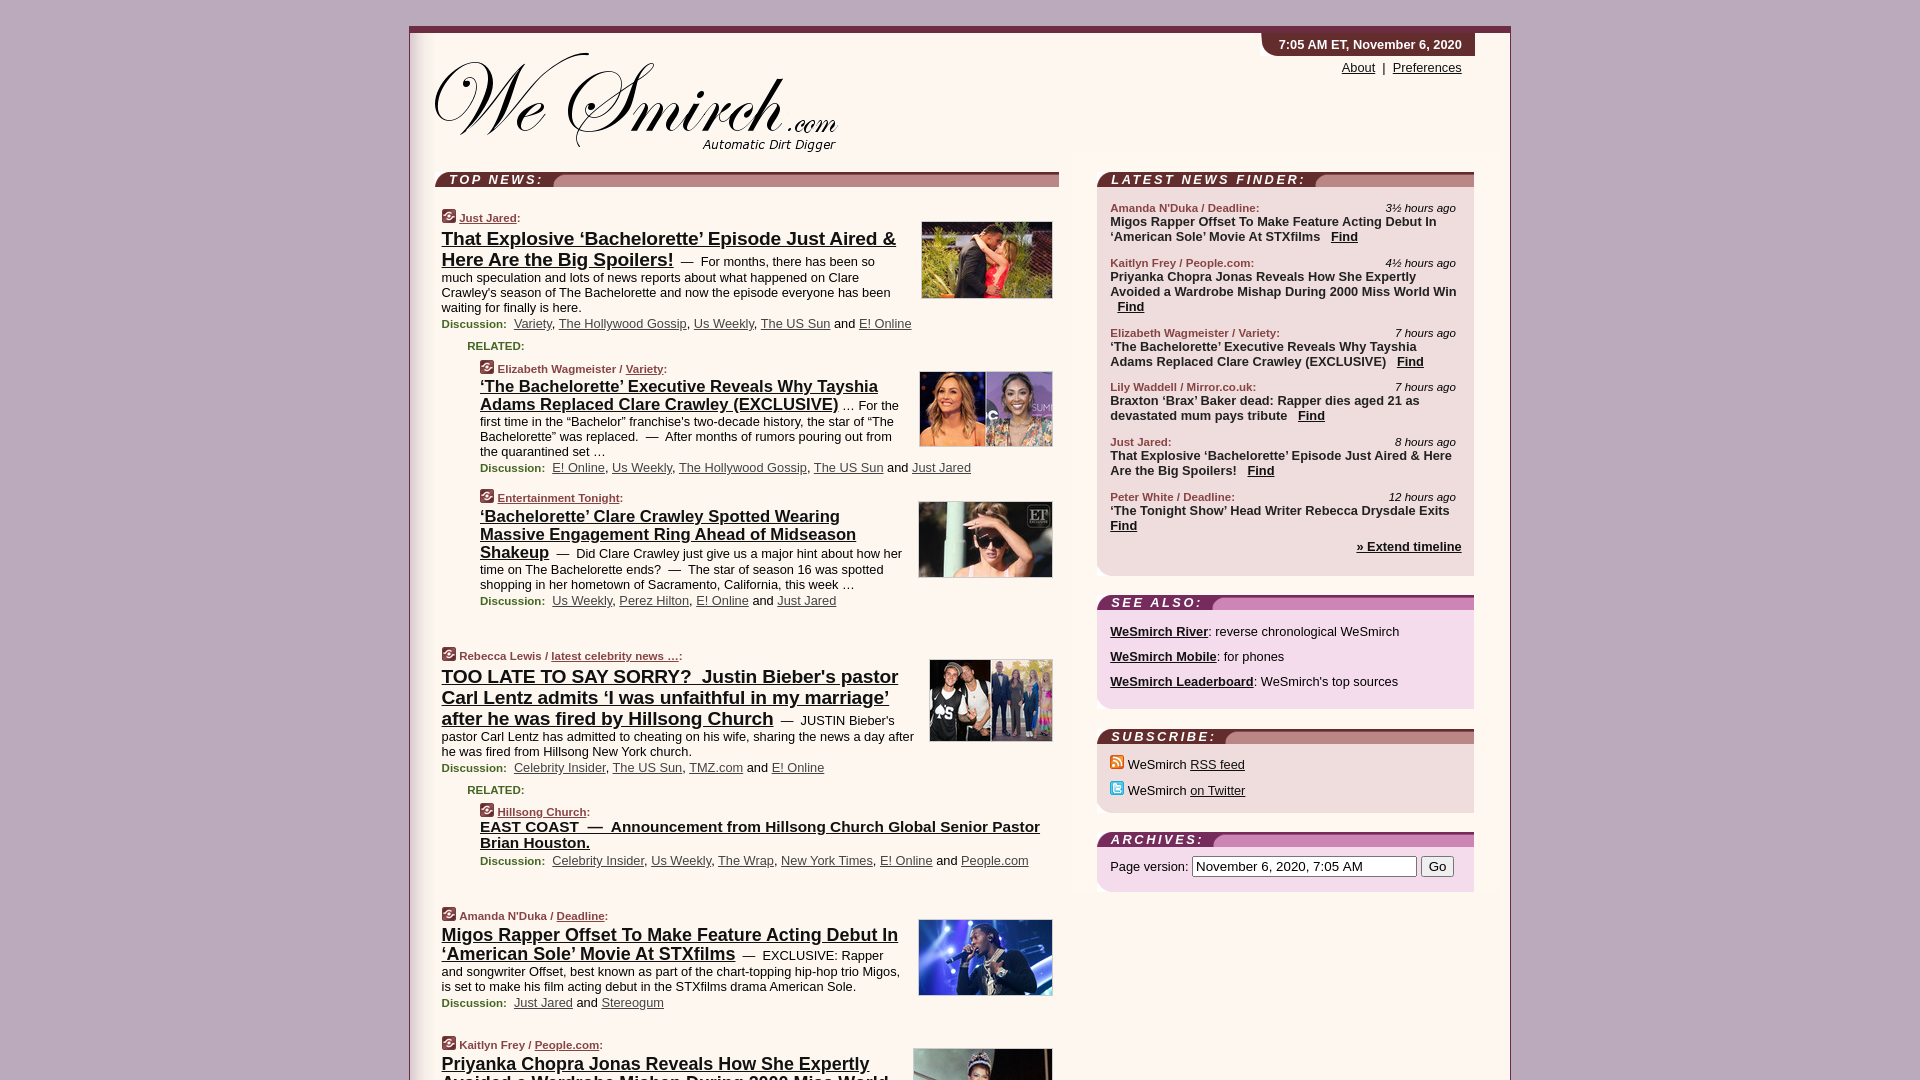 7:05 AM ET, November 6, 2020
About | Preferences
We Smirch.com
Automatic Dirt Digger
TOP NEWS:
Just Jared:
That Explosive ‘Bachelorette’ Episode Just Aired &
Here Are the Big Spoilers! — For months, there has been so
much speculation and lots of news reports about what happened on Clare
Crawley's season of The Bachelorette and now the episode everyone has been
waiting for finally is here.
Discussion: Variety, The Hollywood Gossip, Us Weekly, The US Sun and E! Online
RELATED:
Elizabeth Wagmeister / Variety:
‘The Bachelorette’ Executive Reveals Why Tayshia
Adams Replaced Clare Crawley (EXCLUSIVE) … For the
first time in the “Bachelor” franchise's two-decade history, the star of “The
Bachelorette” was replaced. — After months of rumors pouring out from
the quarantined set …
Discussion: E! Online, Us Weekly, The Hollywood Gossip, The US Sun and Just Jared
Entertainment Tonight:
‘Bachelorette’ Clare Crawley Spotted Wearing
Massive Engagement Ring Ahead of Midseason
Shakeup — Did Clare Crawley just give us a major hint about how her
time on The Bachelorette ends? — The star of season 16 was spotted
shopping in her hometown of Sacramento, California, this week …
Discussion: Us Weekly, Perez Hilton, E! Online and Just Jared
ET
Rebecca Lewis / latest celebrity news …:
TOO LATE TO SAY SORRY? Justin Bieber's pastor
Carl Lentz admits ‘I was unfaithful in my marriage’
after he was fired by Hillsong Church — JUSTIN Bieber's
pastor Carl Lentz has admitted to cheating on his wife, sharing the news a day after
he was fired from Hillsong New York church.
Discussion: Celebrity Insider, The US Sun, TMZ.com and E! Online
RELATED:
Hillsong Church:
EAST COAST — Announcement from Hillsong Church Global Senior Pastor
Brian Houston.
Discussion: Celebrity Insider, Us Weekly, The Wrap, New York Times, E! Online and People.com
Amanda N'Duka / Deadline:
Migos Rapper Offset To Make Feature Acting Debut In
‘American Sole’ Movie At STXfilms — EXCLUSIVE: Rapper
and songwriter Offset, best known as part of the chart-topping hip-hop trio Migos,
is set to make his film acting debut in the STXfilms drama American Sole.
Discussion: Just Jared and Stereogum
Kaitlyn Frey / People.com:
Priyanka Chopra Jonas Reveals How She Expertly
Avoided a Wardrobe Mishap During 2000 Miss World
LATEST NEWS FINDER:
Amanda N'Duka / Deadline: 3½ hours ago
Migos Rapper Offset To Make Feature Acting Debut In
‘American Sole’ Movie At STXfilms Find
Kaitlyn Frey / People.com: 4½ hours ago
Priyanka Chopra Jonas Reveals How She Expertly
Avoided a Wardrobe Mishap During 2000 Miss World Win
Find
Elizabeth Wagmeister / Variety: 7 hours ago
‘The Bachelorette’ Executive Reveals Why Tayshia
Adams Replaced Clare Crawley (EXCLUSIVE) Find
Lily Waddell / Mirror.co.uk: 7 hours ago
Braxton ‘Brax’ Baker dead: Rapper dies aged 21 as
devastated mum pays tribute Find
Just Jared: 8 hours ago
That Explosive ‘Bachelorette’ Episode Just Aired & Here
Are the Big Spoilers! Find
Peter White / Deadline: 12 hours ago
‘The Tonight Show’ Head Writer Rebecca Drysdale Exits
Find
» Extend timeline
SEE ALSO:
WeSmirch River: reverse chronological WeSmirch
WeSmirch Mobile: for phones
WeSmirch Leaderboard: WeSmirch's top sources
SUBSCRIBE:
WeSmirch RSS feed
WeSmirch on Twitter
ARCHIVES:
Page version: November 6, 2020, 7:05 AM Go